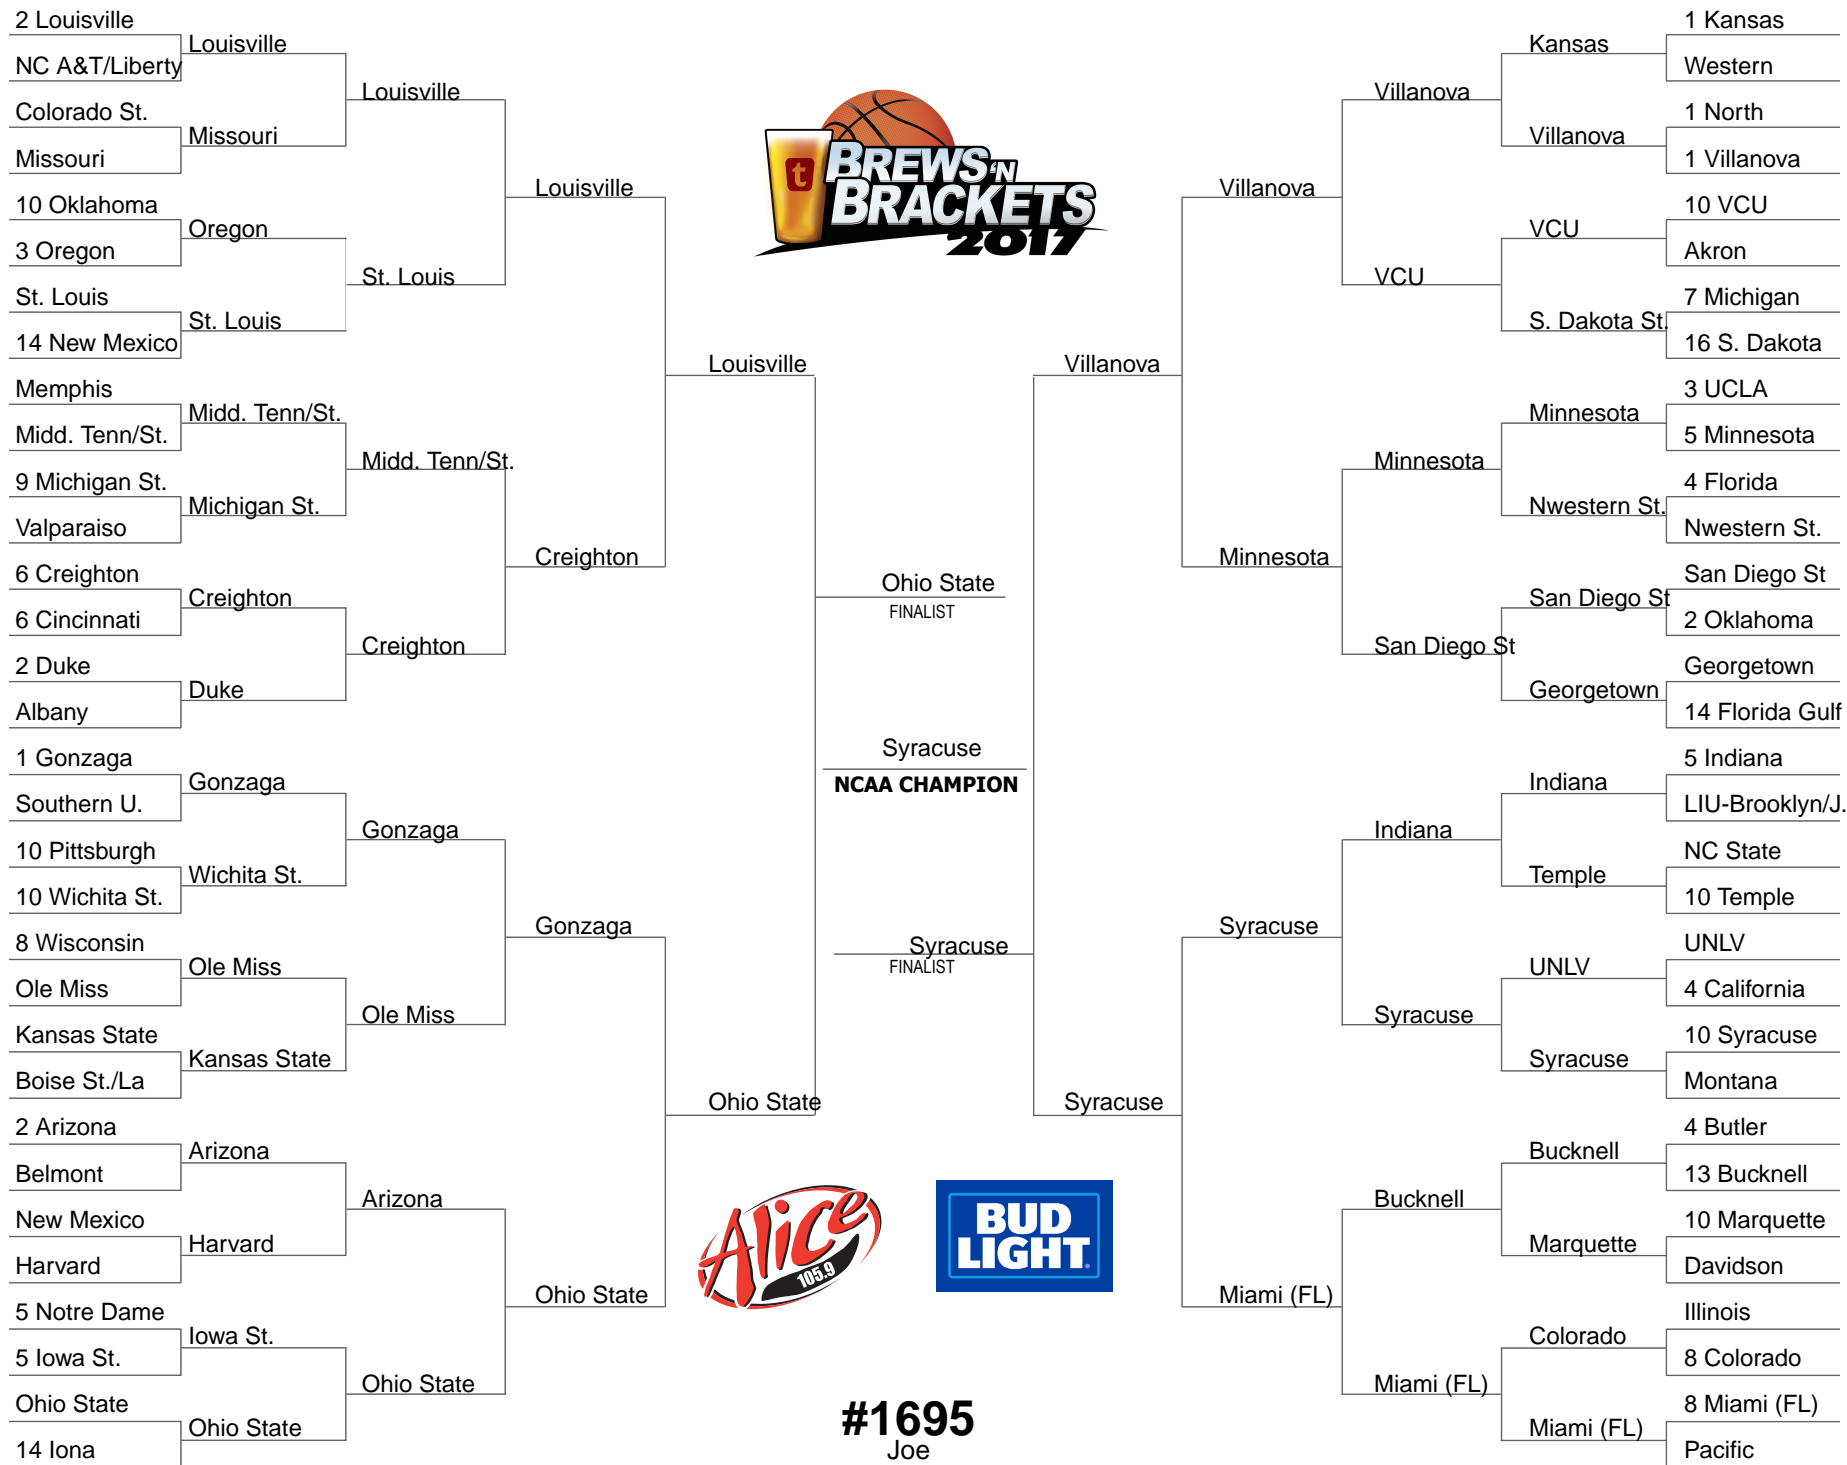 2 Louisville
NC A&T/Liberty
Colorado St.
Missouri
10 Oklahoma
3 Oregon
St. Louis
14 New Mexico
Memphis
Midd. Tenn/St.
9 Michigan St.
Valparaiso
6 Creighton
6 Cincinnati
2 Duke
Albany
1 Gonzaga
Southern U.
10 Pittsburgh
10 Wichita St.
8 Wisconsin
Ole Miss
Kansas State
Boise St./La
2 Arizona
Belmont
New Mexico
Harvard
5 Notre Dame
5 Iowa St.
Ohio State
14 Iona
Louisville
Missouri
Oregon
St. Louis
Midd. Tenn/St.
Michigan St.
Creighton
Duke
Gonzaga
Wichita St.
Ole Miss
Kansas State
Arizona
Harvard
Iowa St.
Ohio State
Louisville
St. Louis
Midd. Tenn/St.
Creighton
Gonzaga
Ole Miss
Arizona
Ohio State
Louisville
Creighton
Gonzaga
Ohio State
Louisville
Ohio State
t
BREWS 'N
BRACKETS
2017
Ohio State
FINALIST
Syracuse
NCAA CHAMPION
Syracuse
FINALIST
Alice
105.9
BUD
LIGHT
#1695
Joe
Villanova
Syracuse
Villanova
Minnesota
Syracuse
Miami (FL)
Villanova
VCU
Minnesota
San Diego St
Indiana
Syracuse
Bucknell
Miami (FL)
Kansas
Villanova
VCU
S. Dakota St.
Minnesota
Nwestern St.
San Diego St
Georgetown
Indiana
Temple
UNLV
Syracuse
Bucknell
Marquette
Colorado
Miami (FL)
1 Kansas
Western
1 North
1 Villanova
10 VCU
Akron
7 Michigan
16 S. Dakota
3 UCLA
5 Minnesota
4 Florida
Nwestern St.
San Diego St
2 Oklahoma
Georgetown
14 Florida Gulf
5 Indiana
LIU-Brooklyn/J.
NC State
10 Temple
UNLV
4 California
10 Syracuse
Montana
4 Butler
13 Bucknell
10 Marquette
Davidson
Illinois
8 Colorado
8 Miami (FL)
Pacific